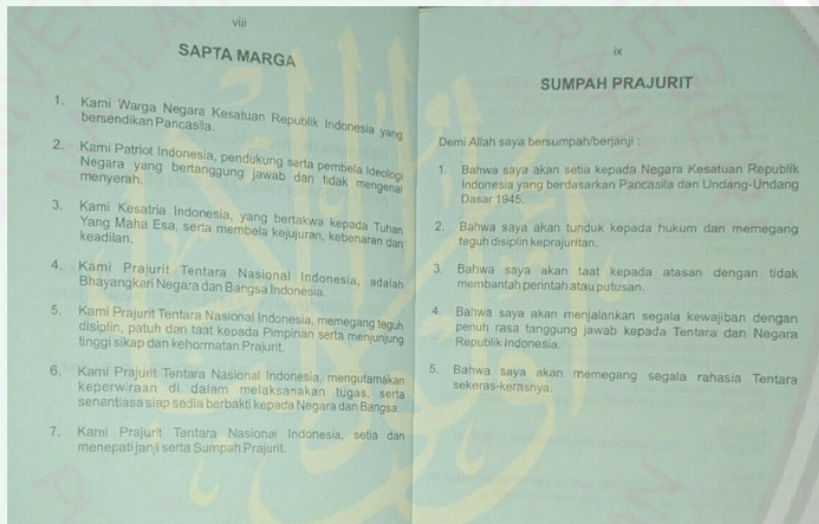 viii
SAPTA MARGA
1. Kami Warga Negara Kesatuan Republik Indonesia yang
bersendikan Pancasila.
2. Kami Patriot Indonesia, pendukung serta pembela Ideologi
Negara yang bertanggung jawab dan tidak mengenal
menyerah.
3. Kami Kesatria Indonesia, yang bertakwa kepada Tuhan
Yang Maha Esa, serta membela kejujuran, kebenaran dan
keadilan.
4. Kami Prajurit Tentara Nasional Indonesia, adalah
Bhayangkari Negara dan Bangsa Indonesia.
5. Kami Prajurit Tentara Nasional Indonesia, memegang teguh
disiplin, patuh dan taat kepada Pimpinan serta menjunjung
tinggi sikap dan kehormatan Prajurit.
6. Kami Prajurit Tentara Nasional Indonesia, mengutamakan
keperwiraan di dalam melaksanakan tugas, serta
senantiasa siap sedia berbakti kepada Negara dan Bangsa.
7. Kami Prajurit Tentara Nasional Indonesia, setia dan
menepati janji serta Sumpah Prajurit.
ix
SUMPAH PRAJURIT
Demi Allah saya bersumpah/berjanji :
1. Bahwa saya akan setia kepada Negara Kesatuan Republik
Indonesia yang berdasarkan Pancasila dan Undang-Undang
Dasar 1945.
2. Bahwa saya akan tunduk kepada hukum dan memegang
teguh disiplin keprajuritan.
3. Bahwa saya akan taat kepada atasan dengan tidak
membantah perintah atau putusan.
4. Bahwa saya akan menjalankan segala kewajiban dengan
penuh rasa tanggung jawab kepada Tentara dan Negara
Republik Indonesia.
5. Bahwa saya akan memegang segala rahasia Tentara
sekeras-kerasnya.